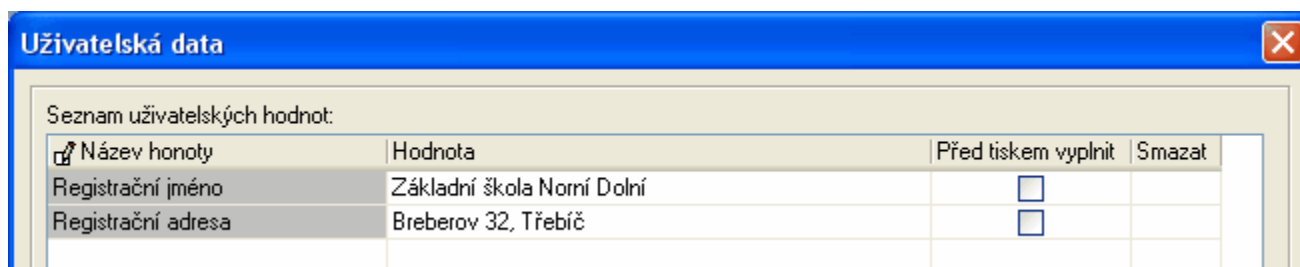 Uživatelská data
Seznam uživatelských hodnot:
Název honoty Hodnota Před tiskem vyplnit Smazat
Registrační jméno Základní škola Norní Dolní
Registrační adresa Breberov 32, Třebíč